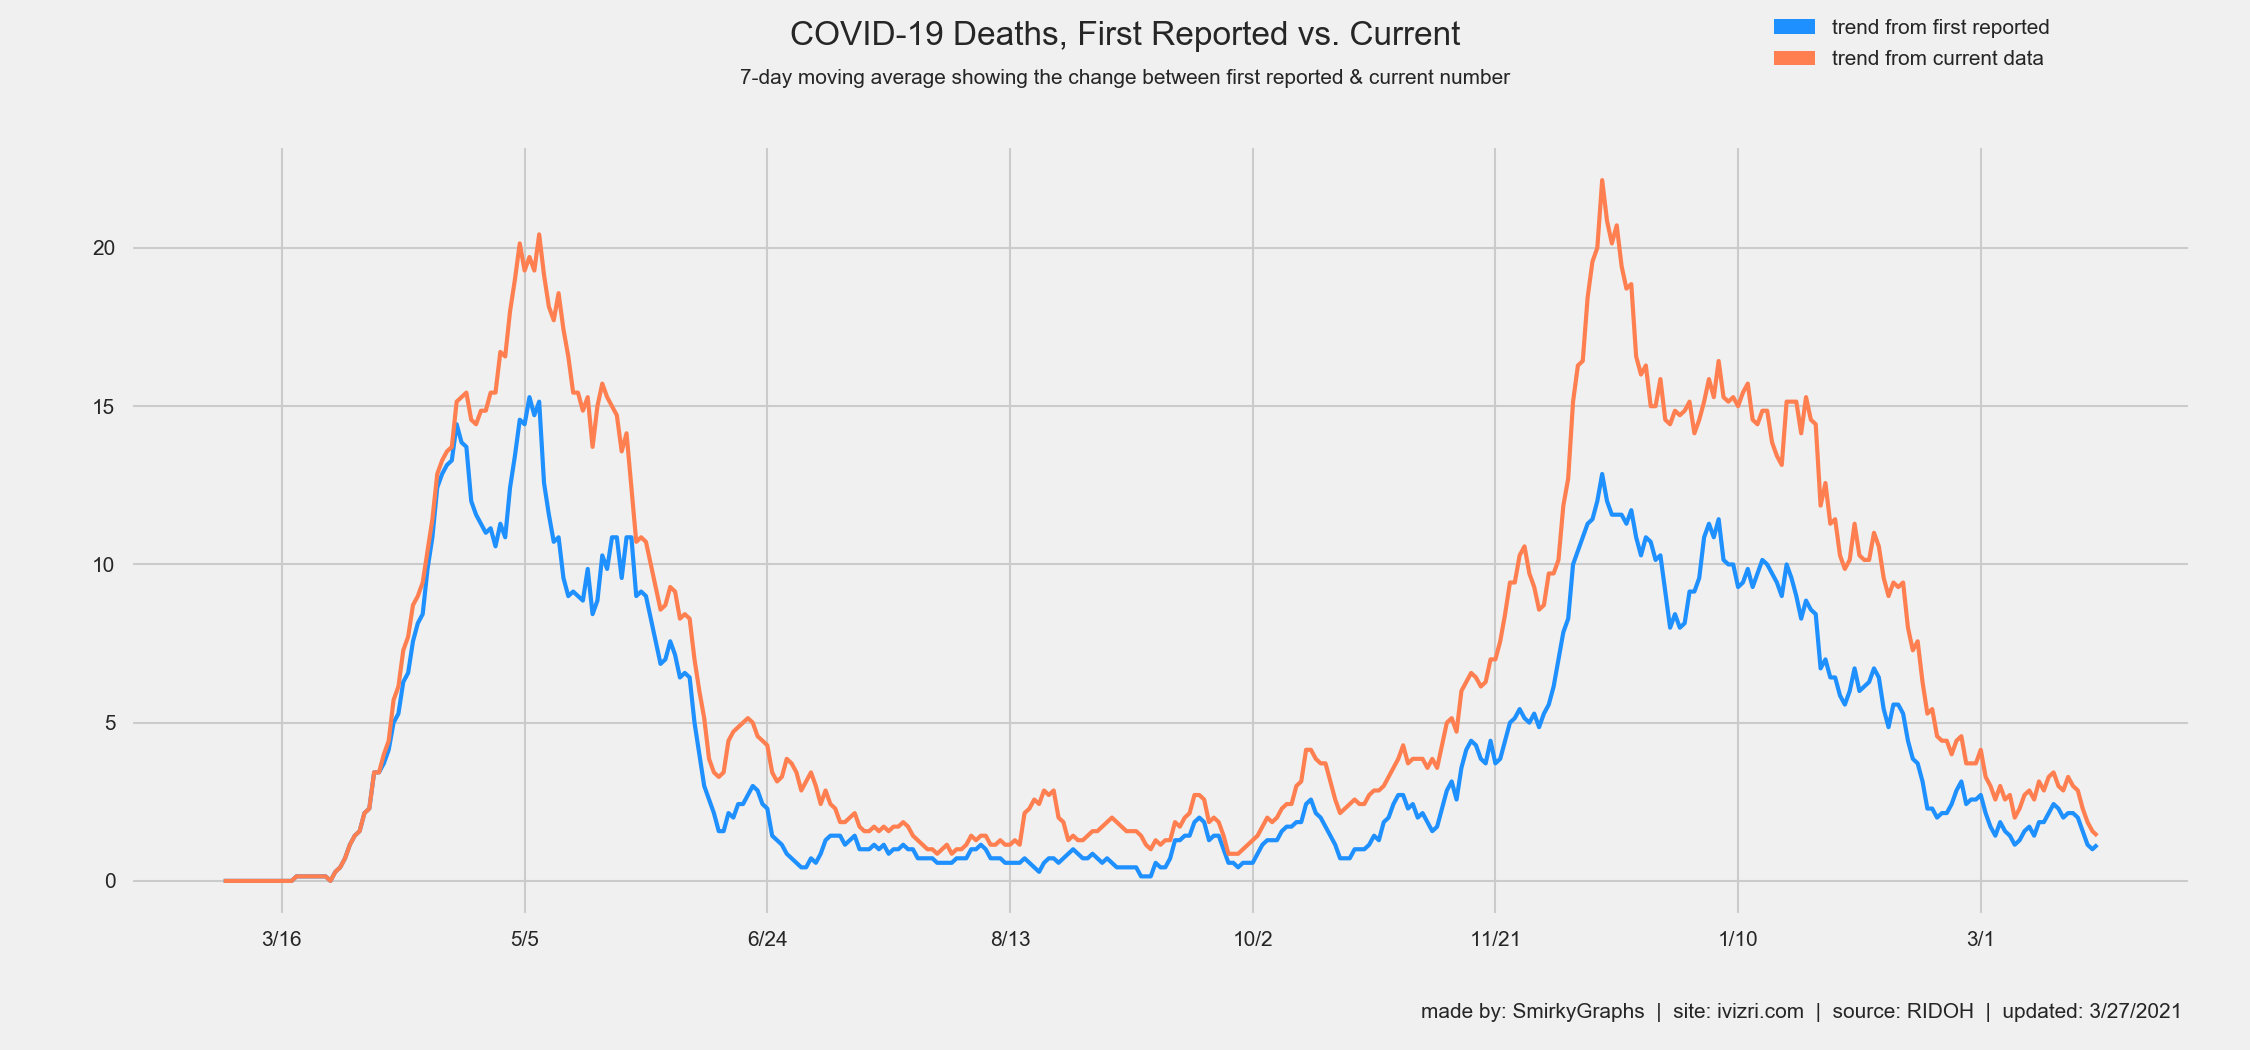 COVID-19 Deaths, First Reported vs. Current
7-day moving average showing the change between first reported & current number
trend from first reported
trend from current data
20
15
10
5
0
3/16 5/5 6/24 8/13 10/2 11/21 1/10 3/1
made by: SmirkyGraphs | site: ivizri.com | source: RIDOH | updated: 3/27/2021